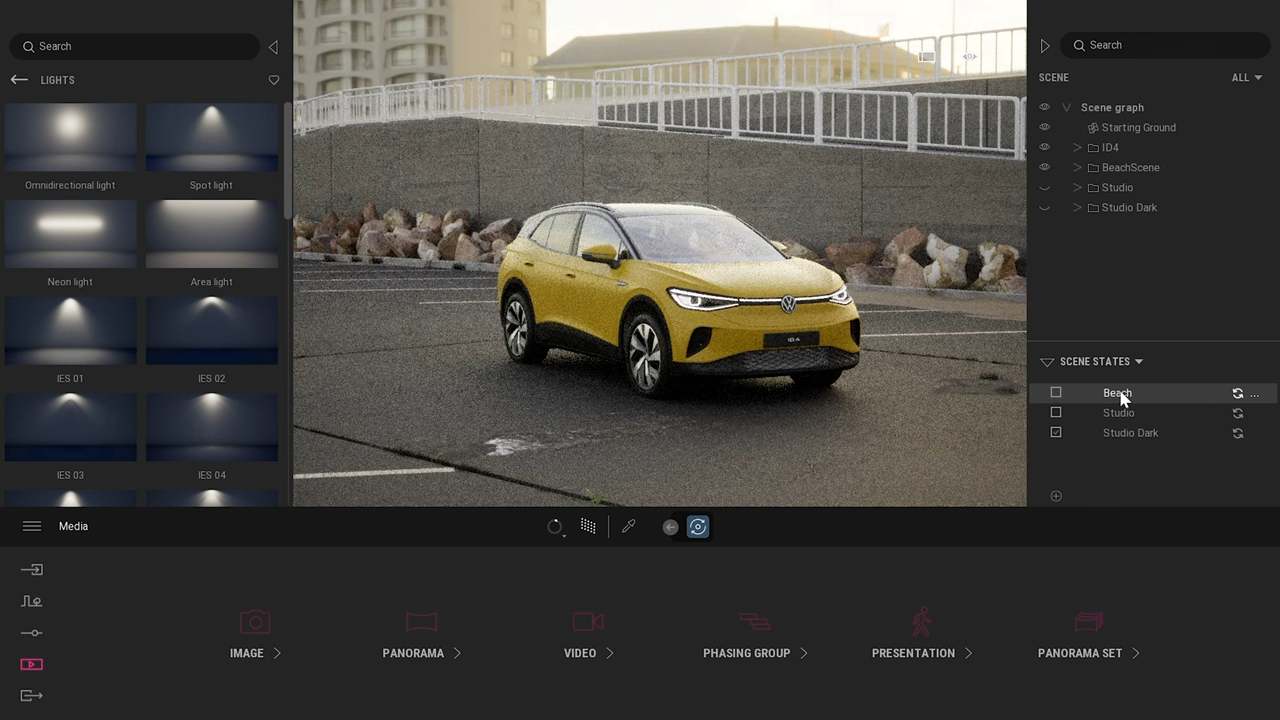 Search
LIGHTS
Omnidirectional light
Spot light
Neon light
Area light
IES 01
IES 02
IES 03
IES 04
ID.4
Search
SCENE
ALL
Scene graph
Starting Ground
ID4
BeachScene
Studio
Studio Dark
SCENE STATES
Beach
...
Studio
Studio Dark
Media
IMAGE
PANORAMA
VIDEO
PHASING GROUP
PRESENTATION
PANORAMA SET